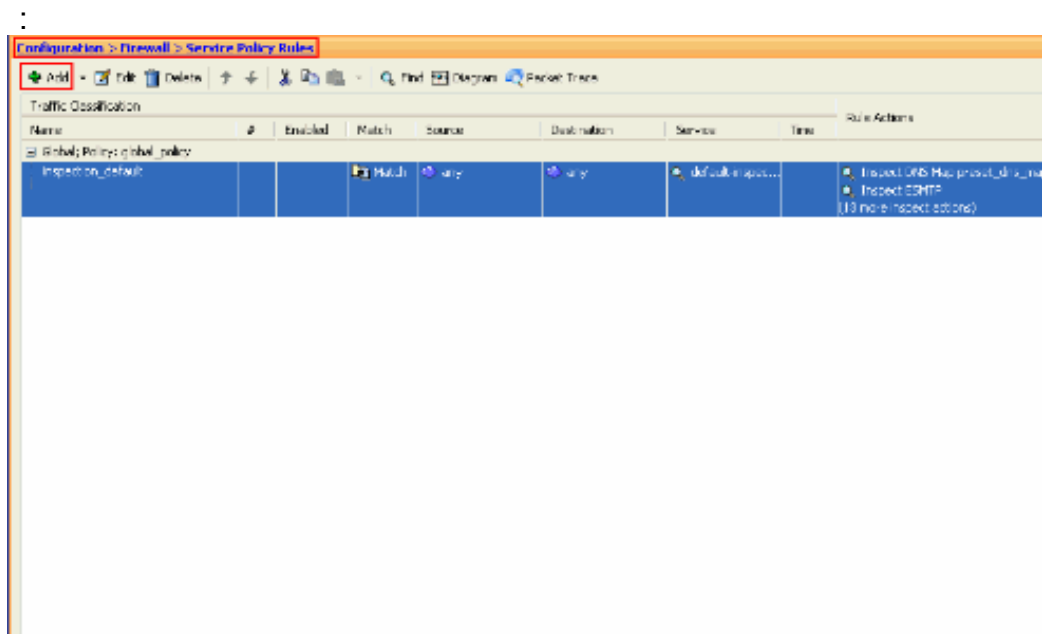 :
Configuration > Firewall > Service Policy Rules
Add Edit Delete Find Diagram Packet Trace
Traffic Classification
Name # Enabled Match Source Destination Service Time Rule Actions
Global; Policy: global_policy
inspection_default Match any any default-inspec... Inspect DNS Map preset_dns_ma
Inspect ESMTP
(13 more inspect actions)